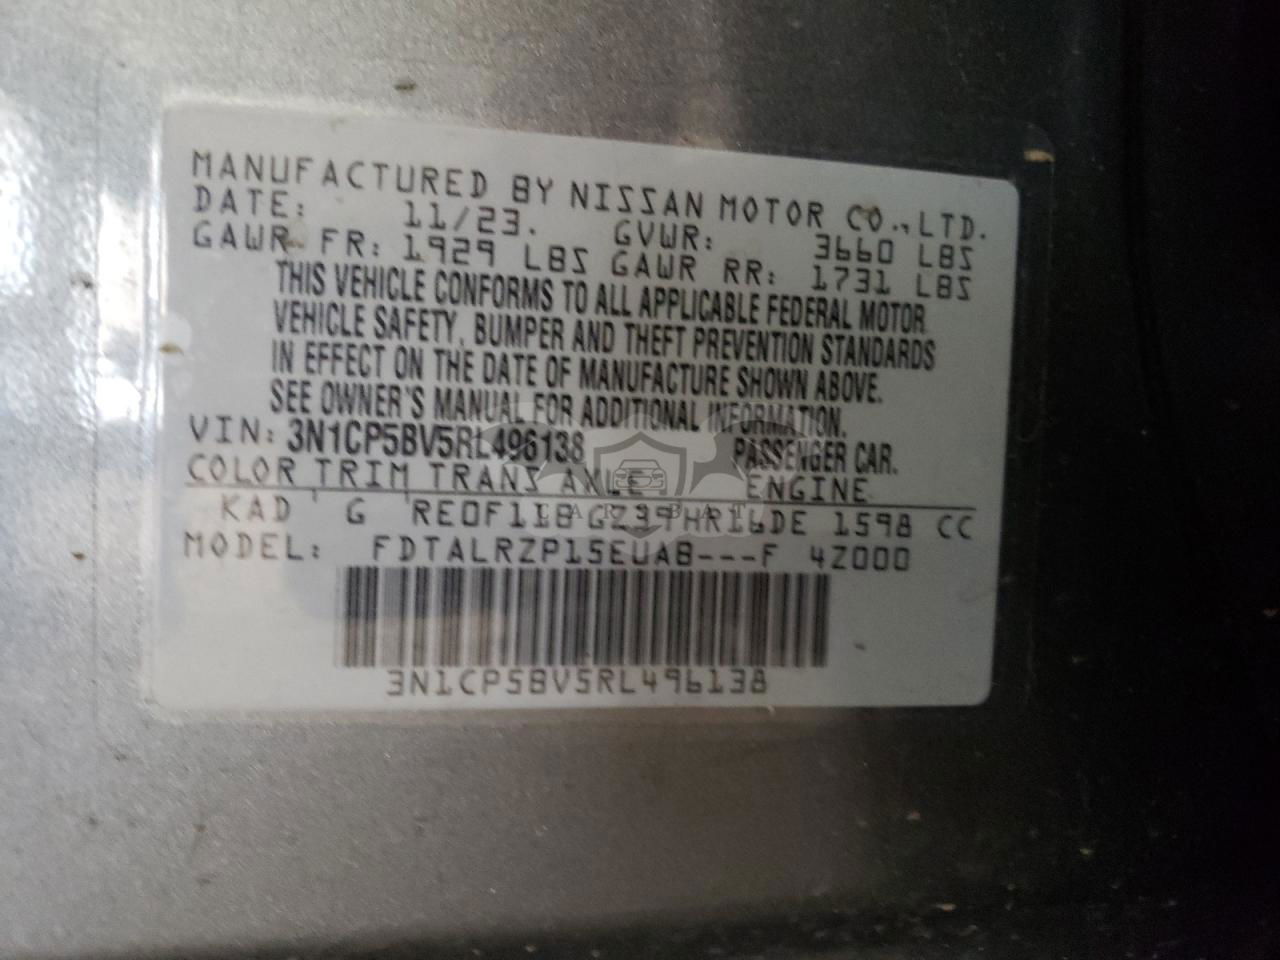 MANUFACTURED BY NISSAN MOTOR CO., LTD.
DATE: 11/23. GVWR: 3660 LBS
GAWR FR: 1929 LBS GAWR RR: 1731 LBS
THIS VEHICLE CONFORMS TO ALL APPLICABLE FEDERAL MOTOR
VEHICLE SAFETY, BUMPER AND THEFT PREVENTION STANDARDS
IN EFFECT ON THE DATE OF MANUFACTURE SHOWN ABOVE.
SEE OWNER'S MANUAL FOR ADDITIONAL INFORMATION.
VIN: 3N1CP5BV5RL496138 PASSENGER CAR.
COLOR TRIM TRANS AXLE ENGINE
KAD G RE0F11B GZ39 HR16DE 1598 CC
MODEL: FDTALRZP15EUAB---F 4Z000
3N1CP5BV5RL496138